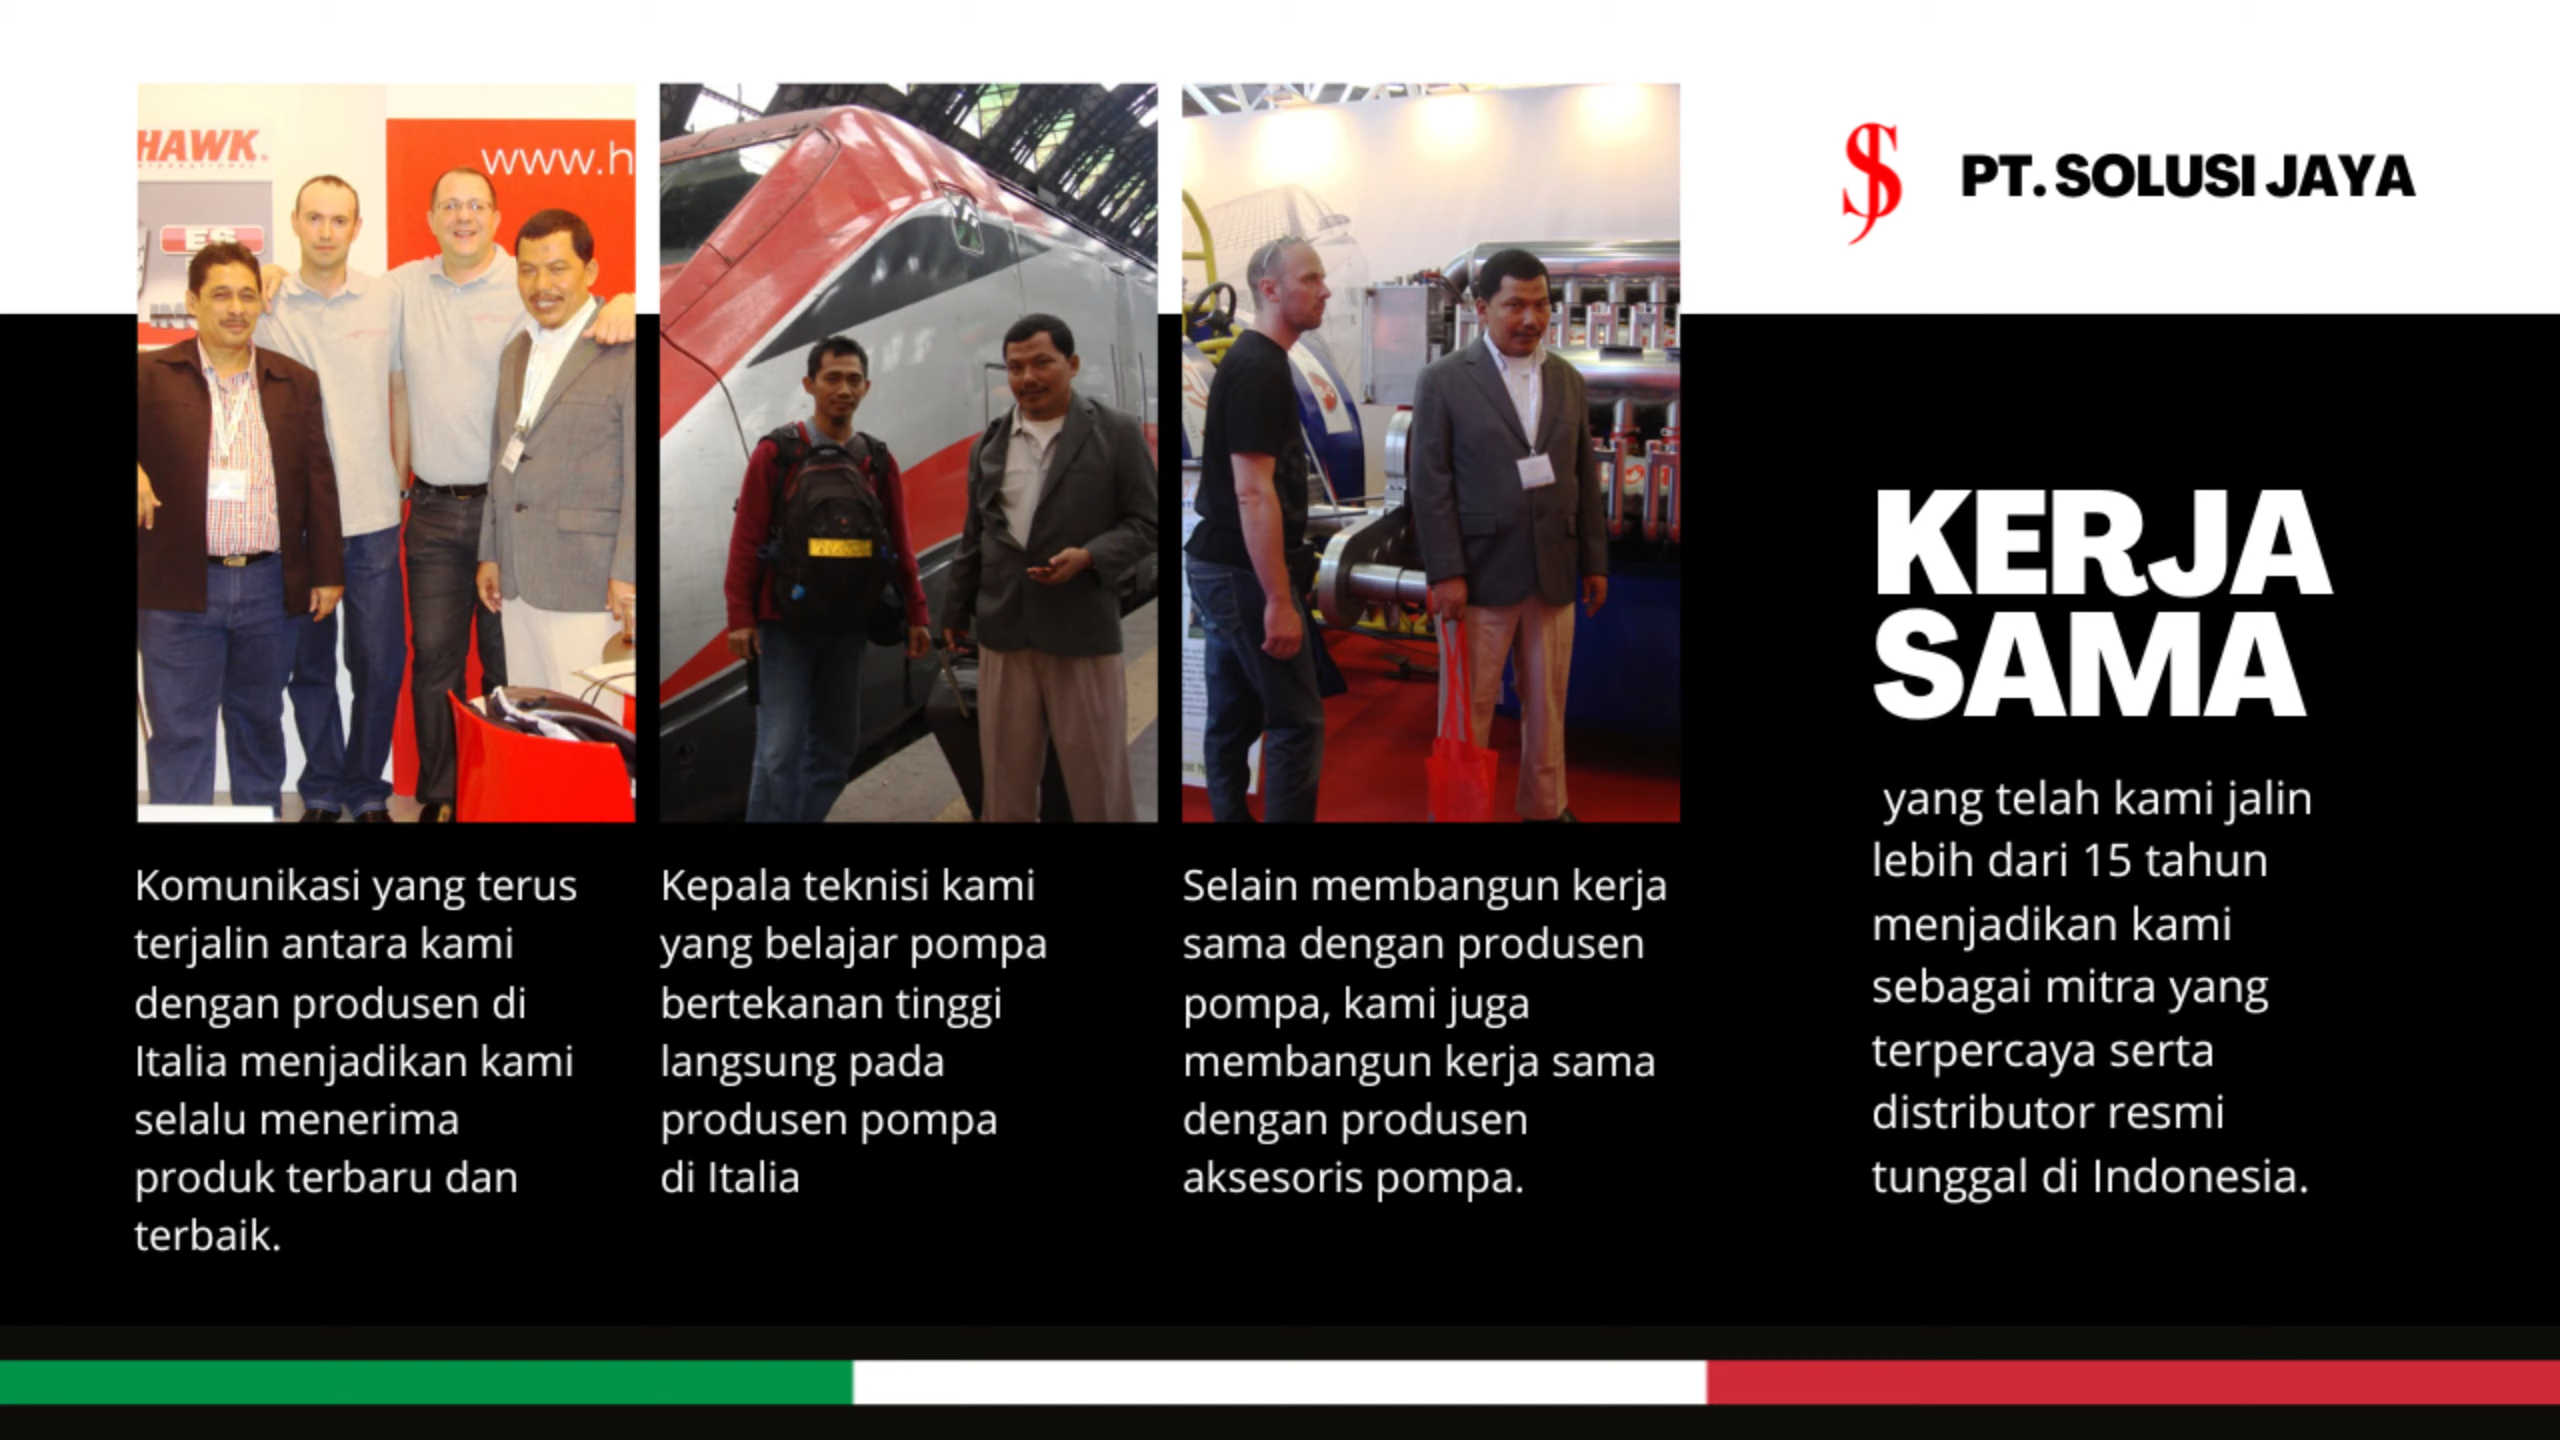 HAWK
INTERNATIONAL
www.h
ES
PT. SOLUSI JAYA
KERJA
SAMA
yang telah kami jalin
lebih dari 15 tahun
menjadikan kami
sebagai mitra yang
terpercaya serta
distributor resmi
tunggal di Indonesia.
Komunikasi yang terus
terjalin antara kami
dengan produsen di
Italia menjadikan kami
selalu menerima
produk terbaru dan
terbaik.
Kepala teknisi kami
yang belajar pompa
bertekanan tinggi
langsung pada
produsen pompa
di Italia
Selain membangun kerja
sama dengan produsen
pompa, kami juga
membangun kerja sama
dengan produsen
aksesoris pompa.